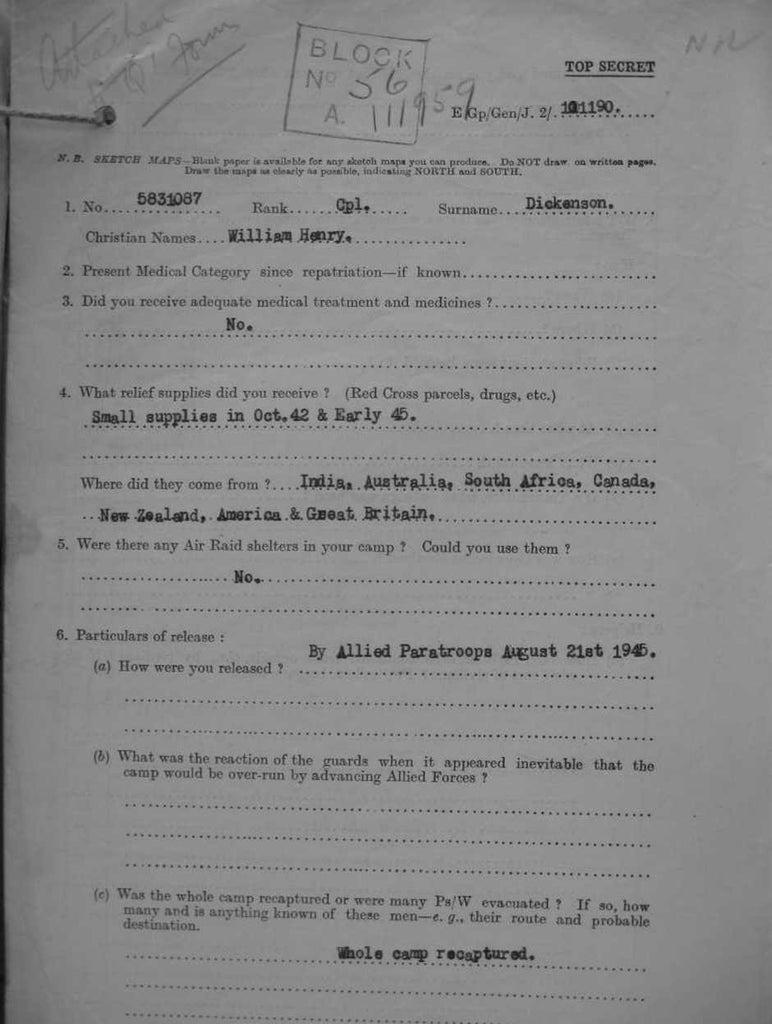 Attached
Q' Form
BLOCK
No 56
A. 111959
N R
TOP SECRET
E Gp/Gen/J. 2/. 101190......
N. B. SKETCH MAPS—Blank paper is available for any sketch maps you can produce. Do NOT draw on written pages.
Draw the maps as clearly as possible, indicating NORTH and SOUTH.
1. No....5831087.... Rank......Cpl...... Surname....Dickenson.......
Christian Names....William Henry................
2. Present Medical Category since repatriation—if known............................
3. Did you receive adequate medical treatment and medicines ?.......................
No.
4. What relief supplies did you receive ? (Red Cross parcels, drugs, etc.)
Small supplies in Oct.42 & Early 45.
Where did they come from ?....India, Australia, South Africa, Canada,
..New Zealand, America & Great Britain.
5. Were there any Air Raid shelters in your camp ? Could you use them ?
No.
6. Particulars of release :
By Allied Paratroops August 21st 1945.
(a) How were you released ?
(b) What was the reaction of the guards when it appeared inevitable that the
camp would be over-run by advancing Allied Forces ?
(c) Was the whole camp recaptured or were many Ps/W evacuated ? If so, how
many and is anything known of these men—e. g., their route and probable
destination.
Whole camp recaptured.